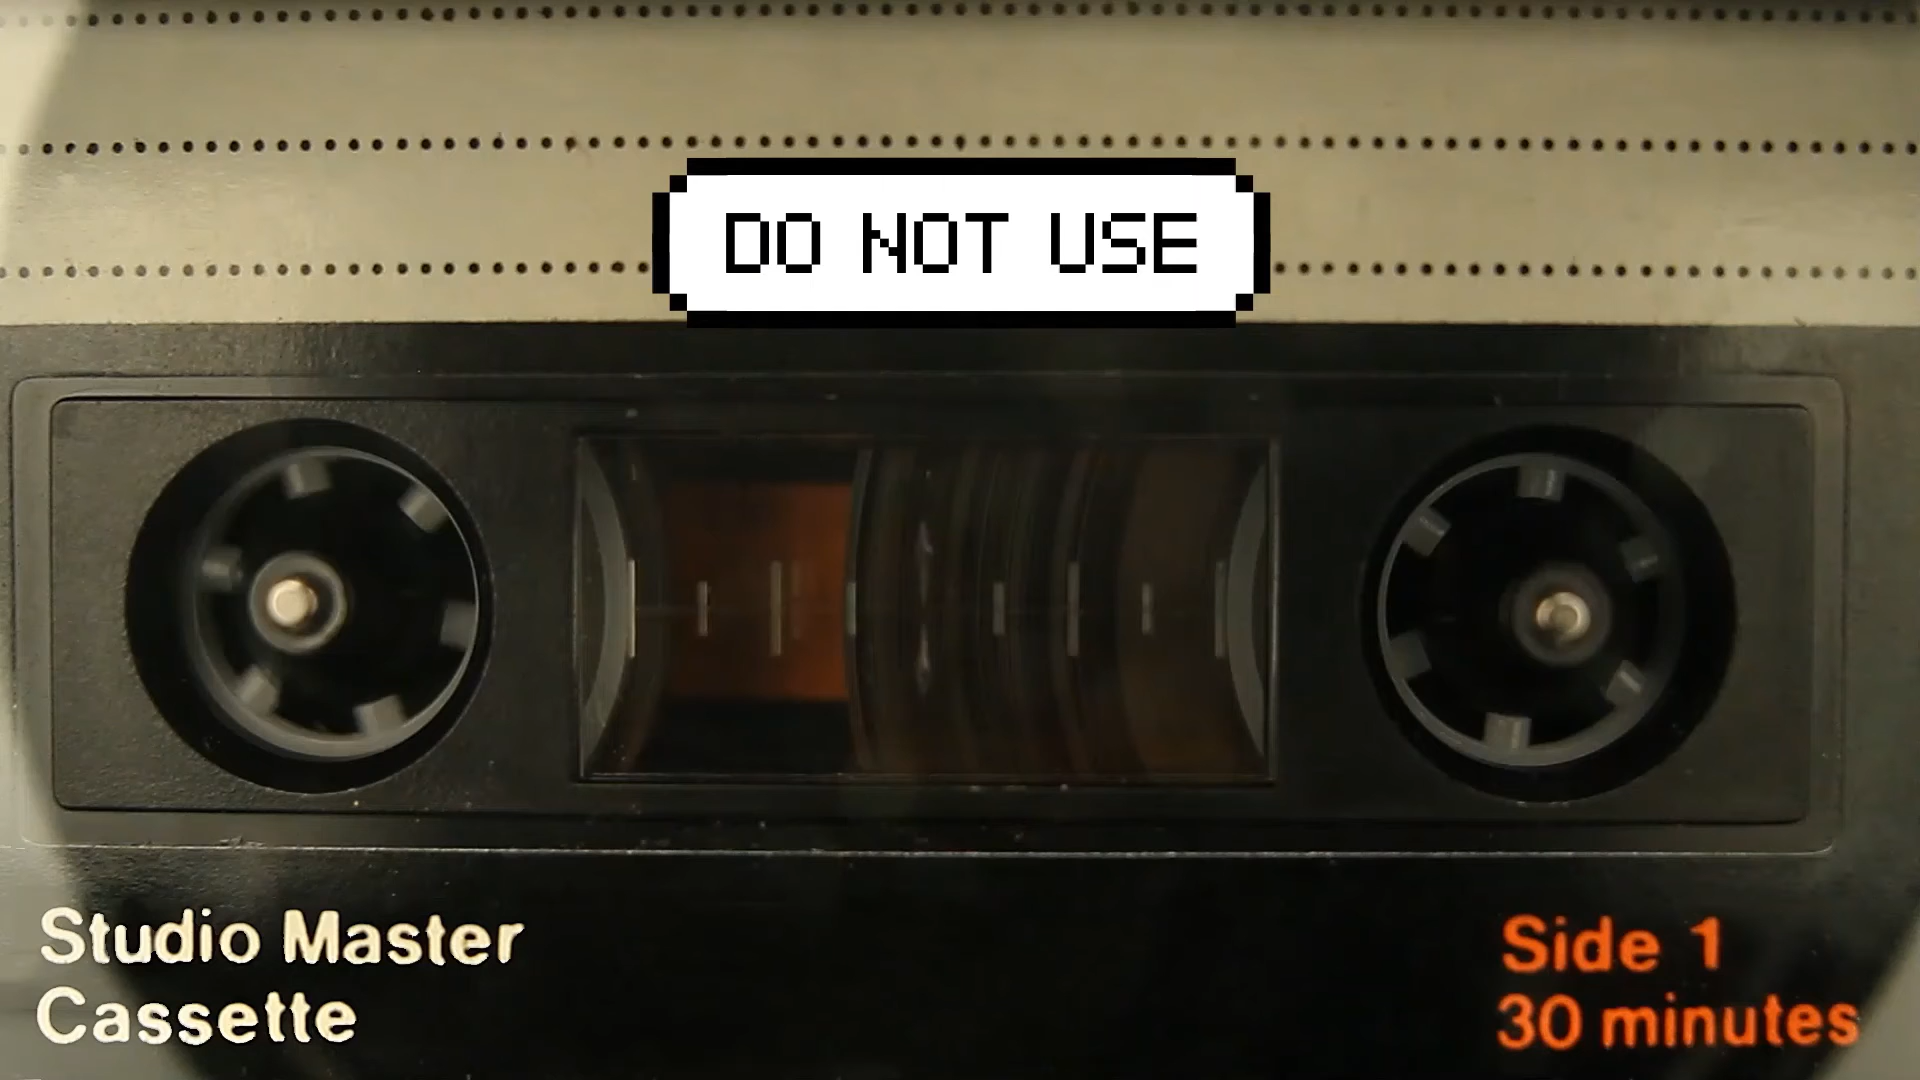 DO NOT USE
Studio Master
Cassette
Side 1
30 minutes